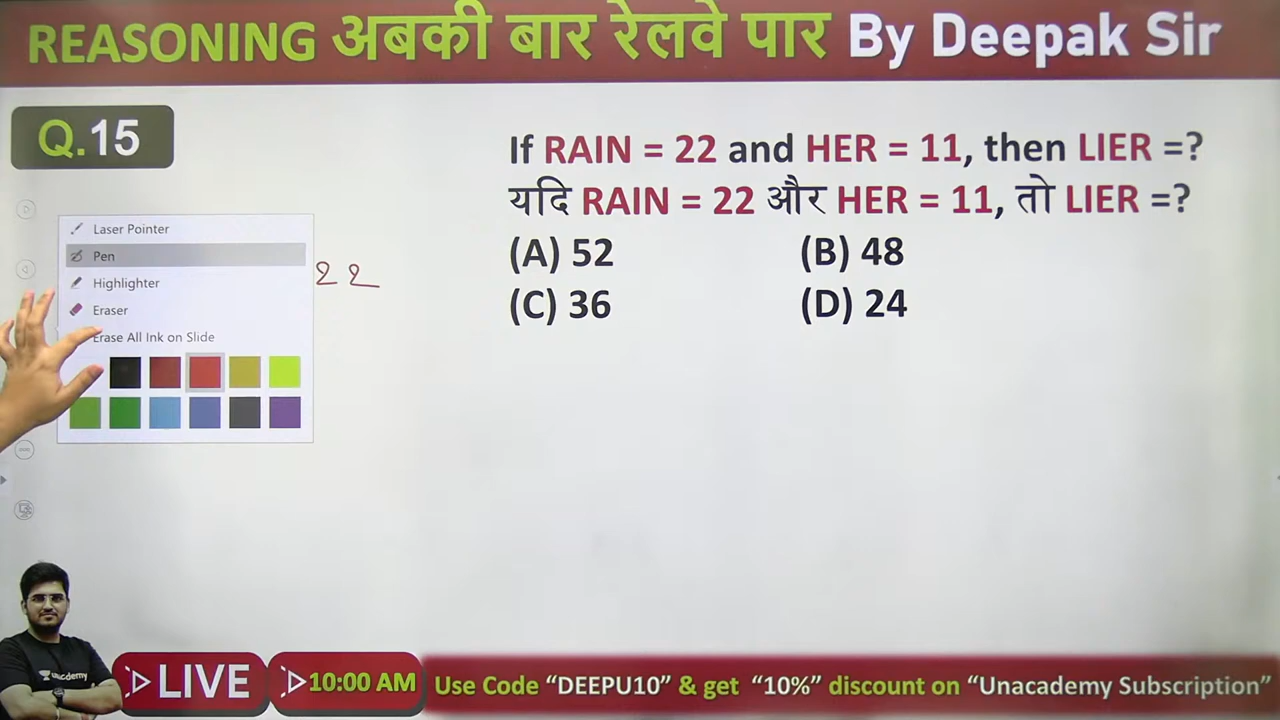 REASONING अबकी बार रेलवे पार By Deepak Sir
Q.15
If RAIN = 22 and HER = 11, then LIER =?
यदि RAIN = 22 और HER = 11, तो LIER =?
(A) 52 (B) 48
(C) 36 (D) 24
Laser Pointer
Pen
Highlighter
Eraser
Erase All Ink on Slide
22
unacademy
LIVE
10:00 AM
Use Code “DEEPU10” & get “10%” discount on “Unacademy Subscription”